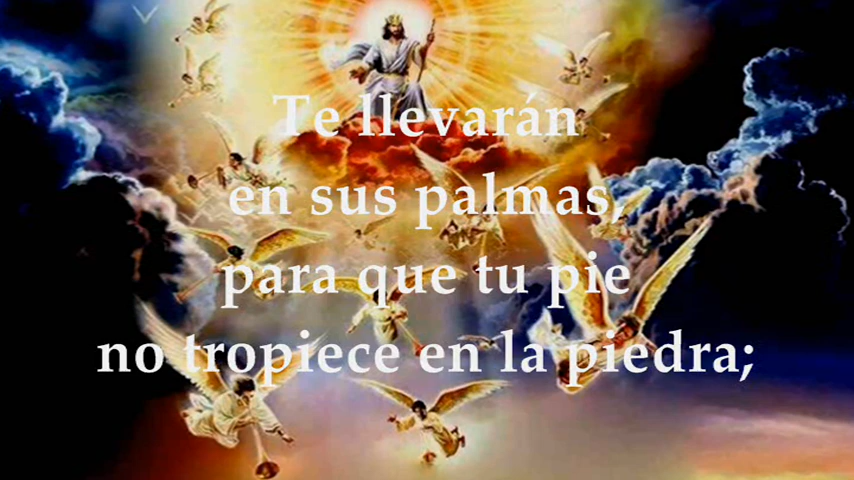 Te llevarán
en sus palmas,
para que tu pie
no tropiece en la piedra;